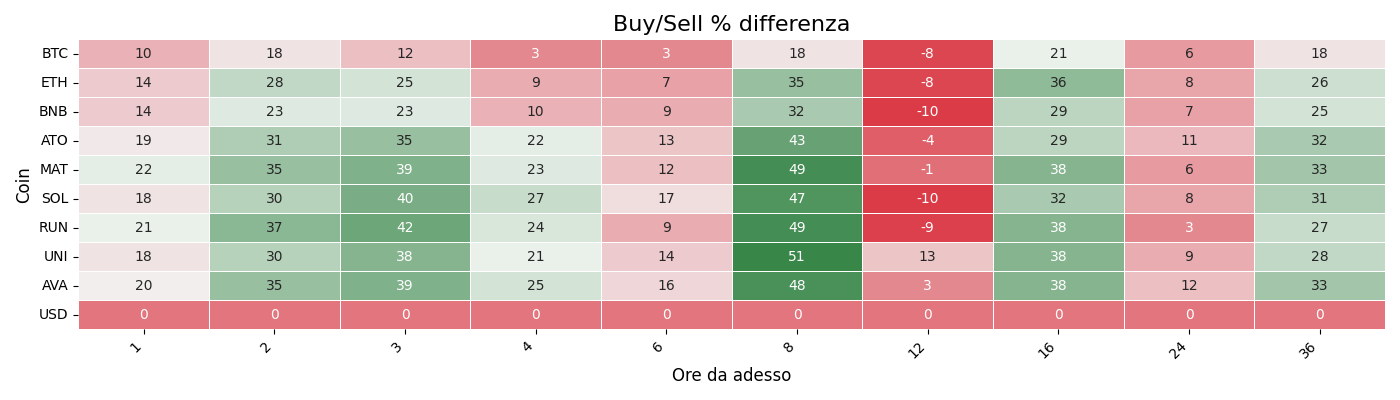 Buy/Sell % differenza
Coin
BTC 10 18 12 3 3 18 -8 21 6 18
ETH 14 28 25 9 7 35 -8 36 8 26
BNB 14 23 23 10 9 32 -10 29 7 25
ATO 19 31 35 22 13 43 -4 29 11 32
MAT 22 35 39 23 12 49 -1 38 6 33
SOL 18 30 40 27 17 47 -10 32 8 31
RUN 21 37 42 24 9 49 -9 38 3 27
UNI 18 30 38 21 14 51 13 38 9 28
AVA 20 35 39 25 16 48 3 38 12 33
USD 0 0 0 0 0 0 0 0 0 0
1 2 3 4 6 8 12 16 24 36
Ore da adesso